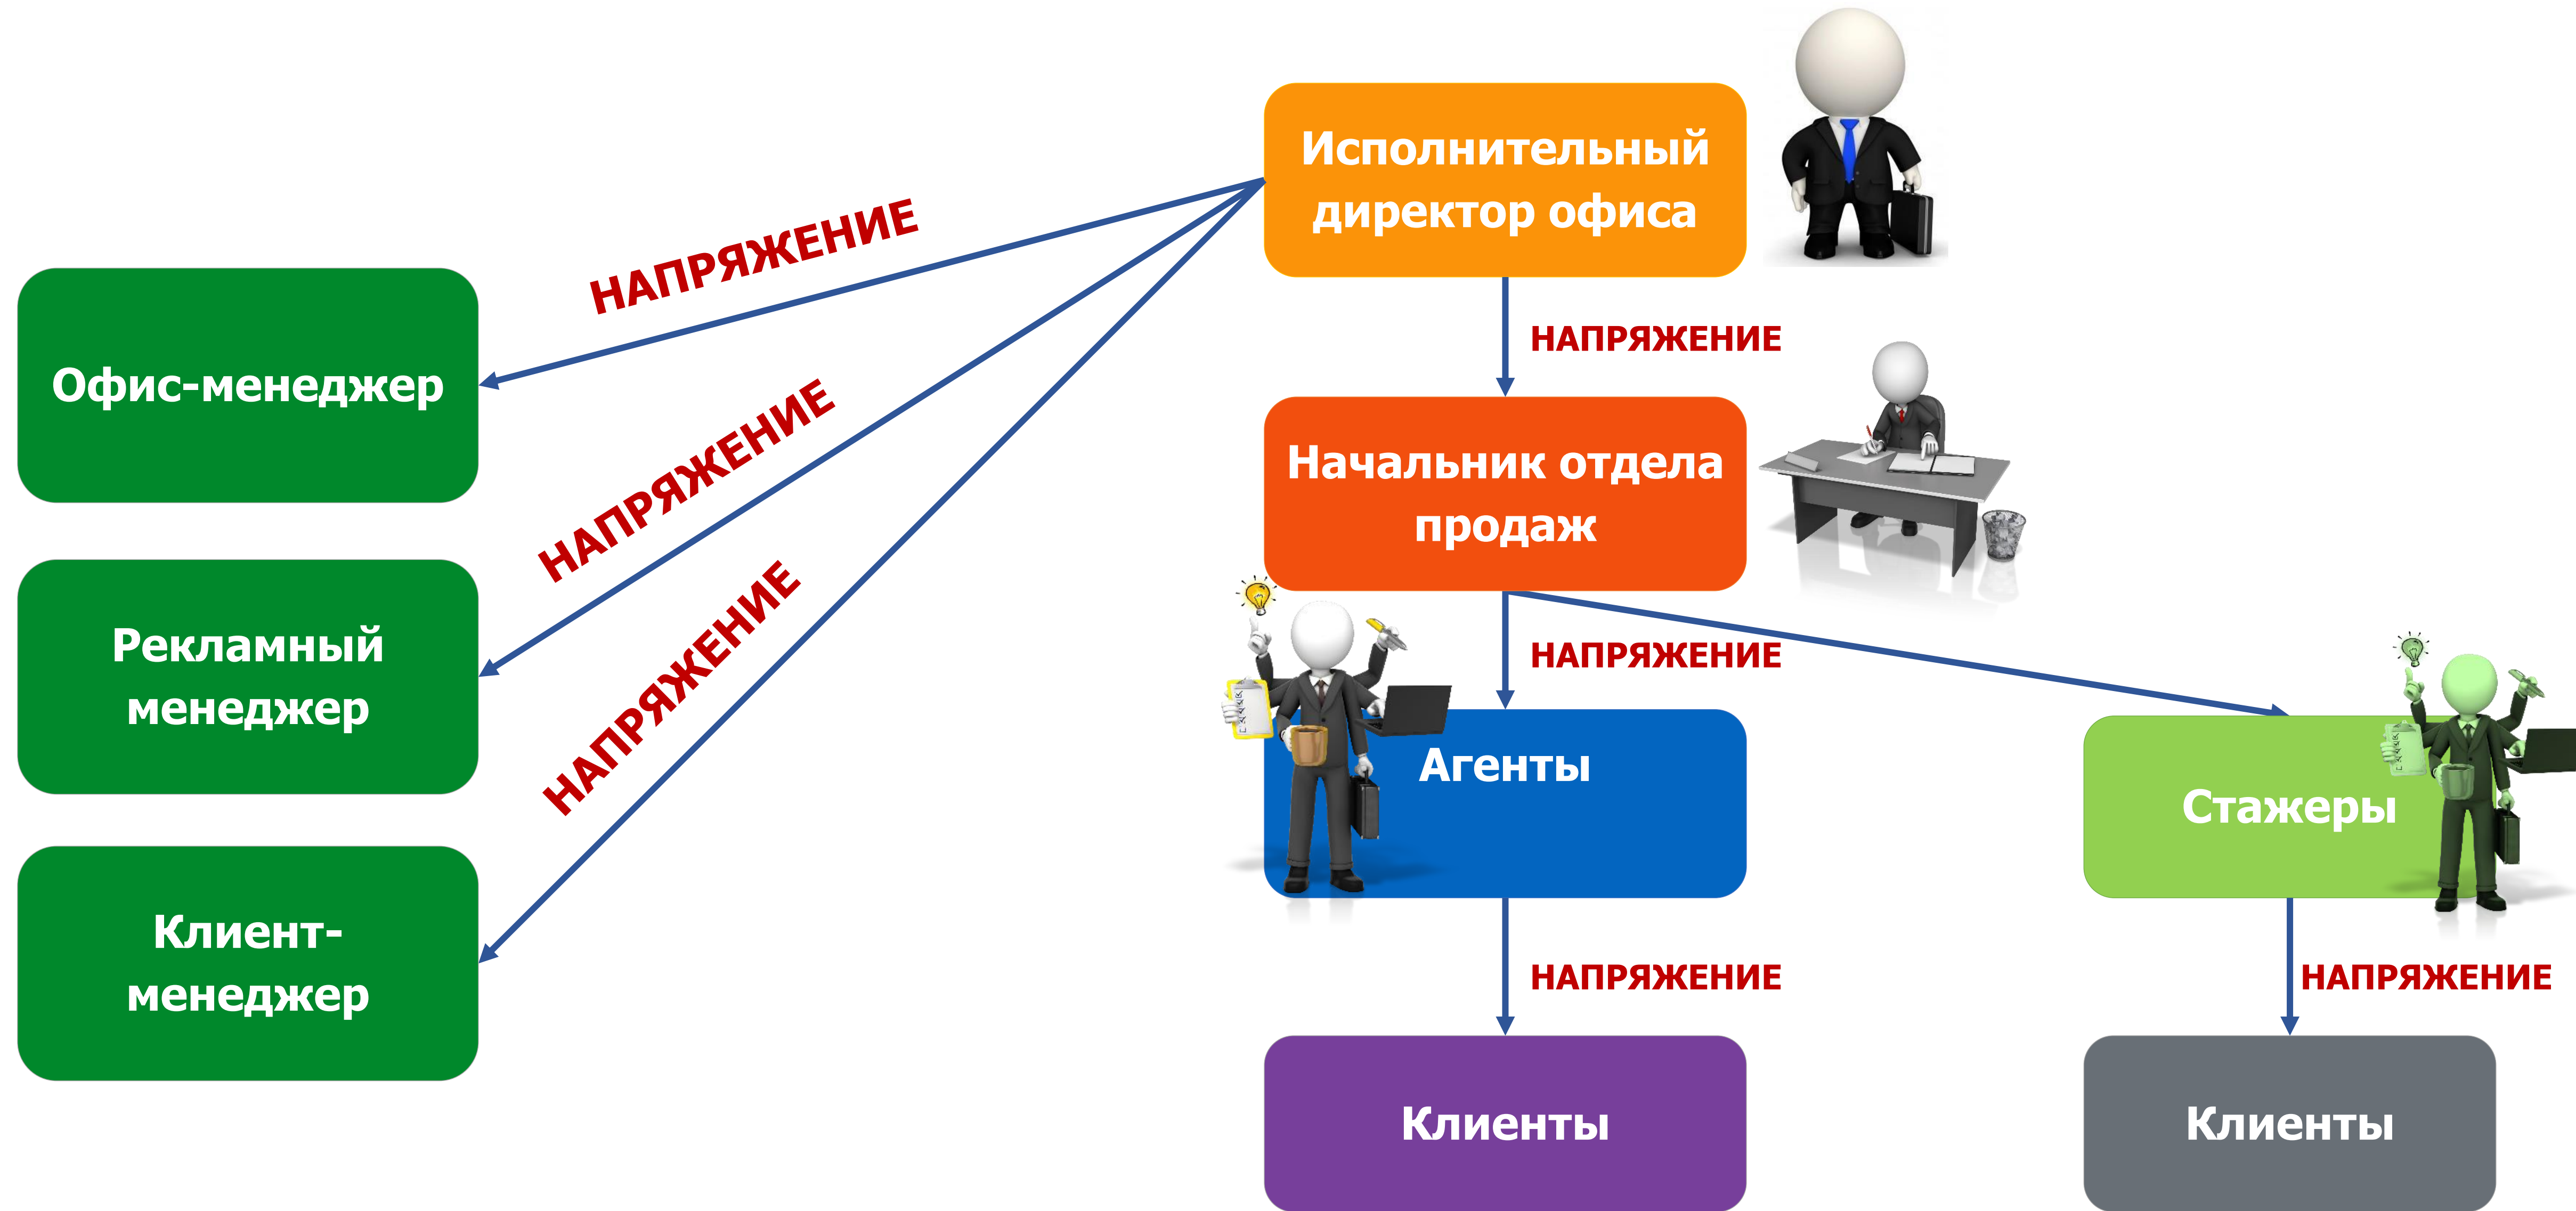 Исполнительный
директор офиса
НАПРЯЖЕНИЕ
Офис-менеджер
НАПРЯЖЕНИЕ
НАПРЯЖЕНИЕ
Начальник отдела
продаж
НАПРЯЖЕНИЕ
Рекламный
менеджер
НАПРЯЖЕНИЕ
Агенты
Стажеры
Клиент-
менеджер
НАПРЯЖЕНИЕ
НАПРЯЖЕНИЕ
Клиенты
Клиенты